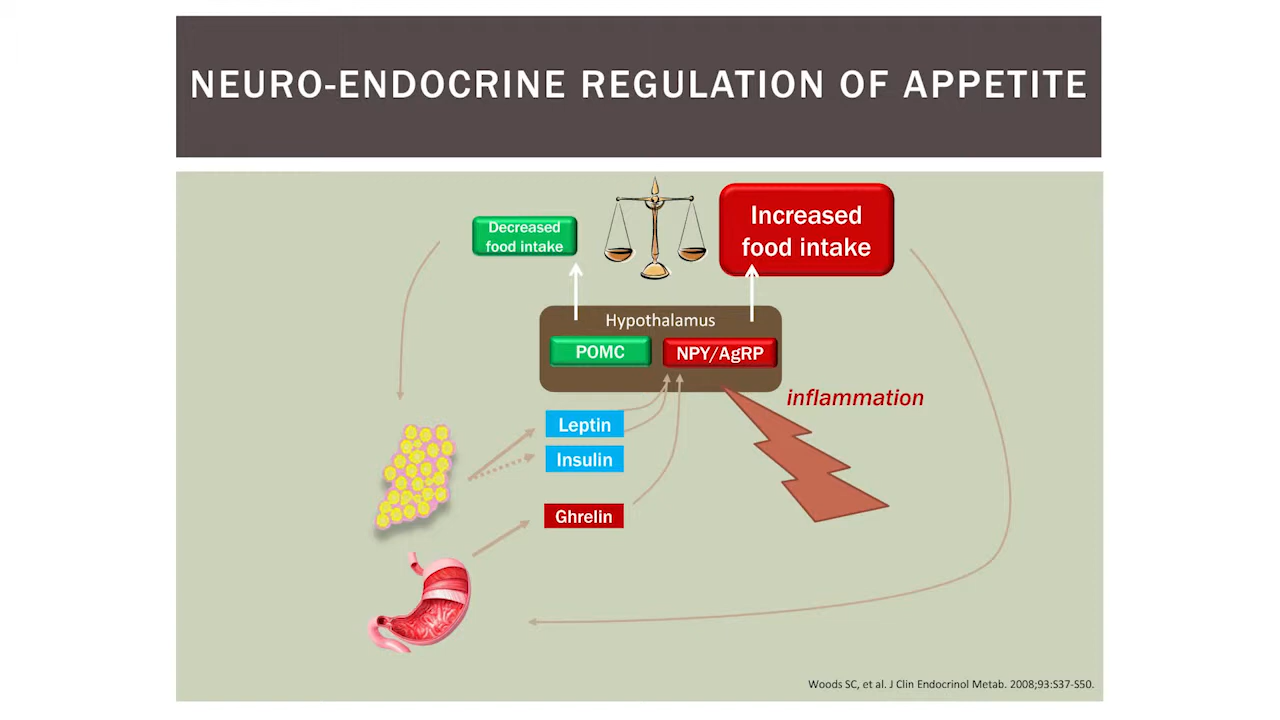 NEURO-ENDOCRINE REGULATION OF APPETITE
Decreased
food intake
Increased
food intake
Hypothalamus
POMC
NPY/AgRP
inflammation
Leptin
Insulin
Ghrelin
Woods SC, et al. J Clin Endocrinol Metab. 2008;93:S37-S50.